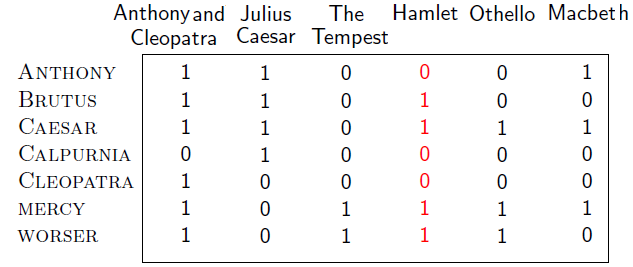 Anthony and Julius The Hamlet Othello Macbeth
Cleopatra Caesar Tempest
ANTHONY 1 1 0 0 0 1
BRUTUS 1 1 0 1 0 0
CAESAR 1 1 0 1 1 1
CALPURNIA 0 1 0 0 0 0
CLEOPATRA 1 0 0 0 0 0
MERCY 1 0 1 1 1 1
WORSER 1 0 1 1 1 0